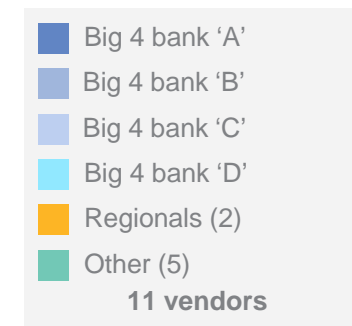 Big 4 bank ‘A’
Big 4 bank ‘B’
Big 4 bank ‘C’
Big 4 bank ‘D’
Regionals (2)
Other (5)
11 vendors